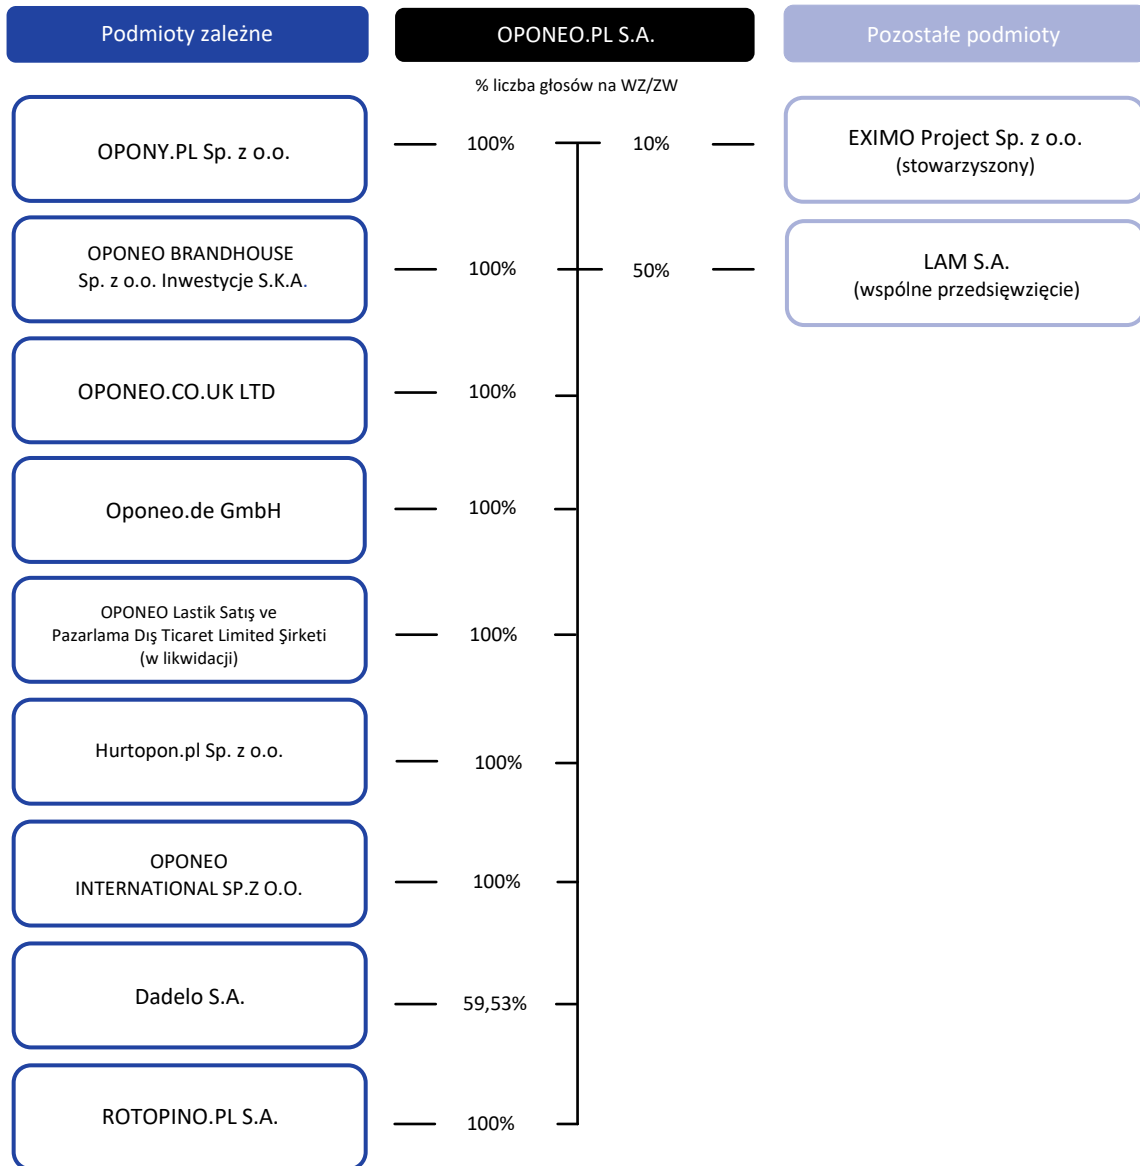 Podmioty zależne
OPONEO.PL S.A.
Pozostałe podmioty
% liczba głosów na WZ/ZW
OPONY.PL Sp. z o.o.
100%
10%
EXIMO Project Sp. z o.o.
(stowarzyszony)
OPONEO BRANDHOUSE
Sp. z o.o. Inwestycje S.K.A.
100%
50%
LAM S.A.
(wspólne przedsięwzięcie)
OPONEO.CO.UK LTD
100%
Oponeo.de GmbH
100%
OPONEO Lastik Satış ve
Pazarlama Dış Ticaret Limited Şirketi
(w likwidacji)
100%
Hurtopon.pl Sp. z o.o.
100%
OPONEO
INTERNATIONAL SP.Z O.O.
100%
Dadelo S.A.
59,53%
ROTOPINO.PL S.A.
100%